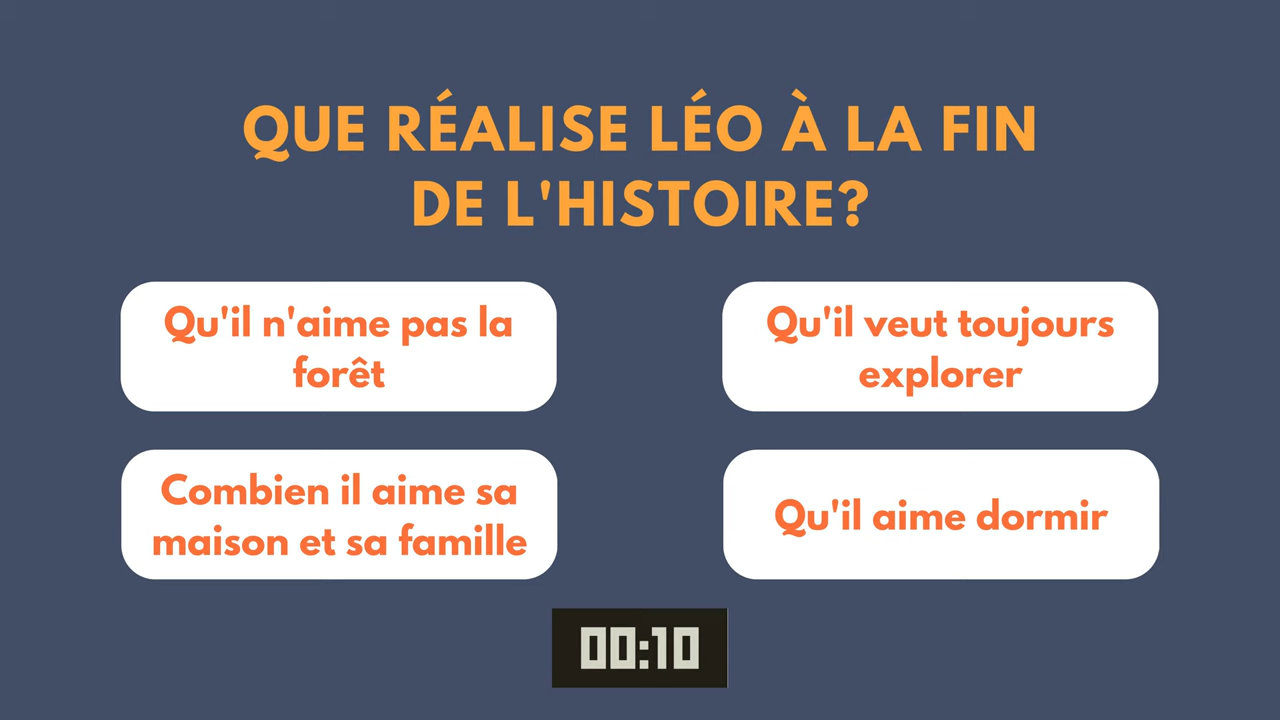 QUE RÉALISE LÉO À LA FIN
DE L'HISTOIRE?
Qu'il n'aime pas la
forêt
Qu'il veut toujours
explorer
Combien il aime sa
maison et sa famille
Qu'il aime dormir
00:10